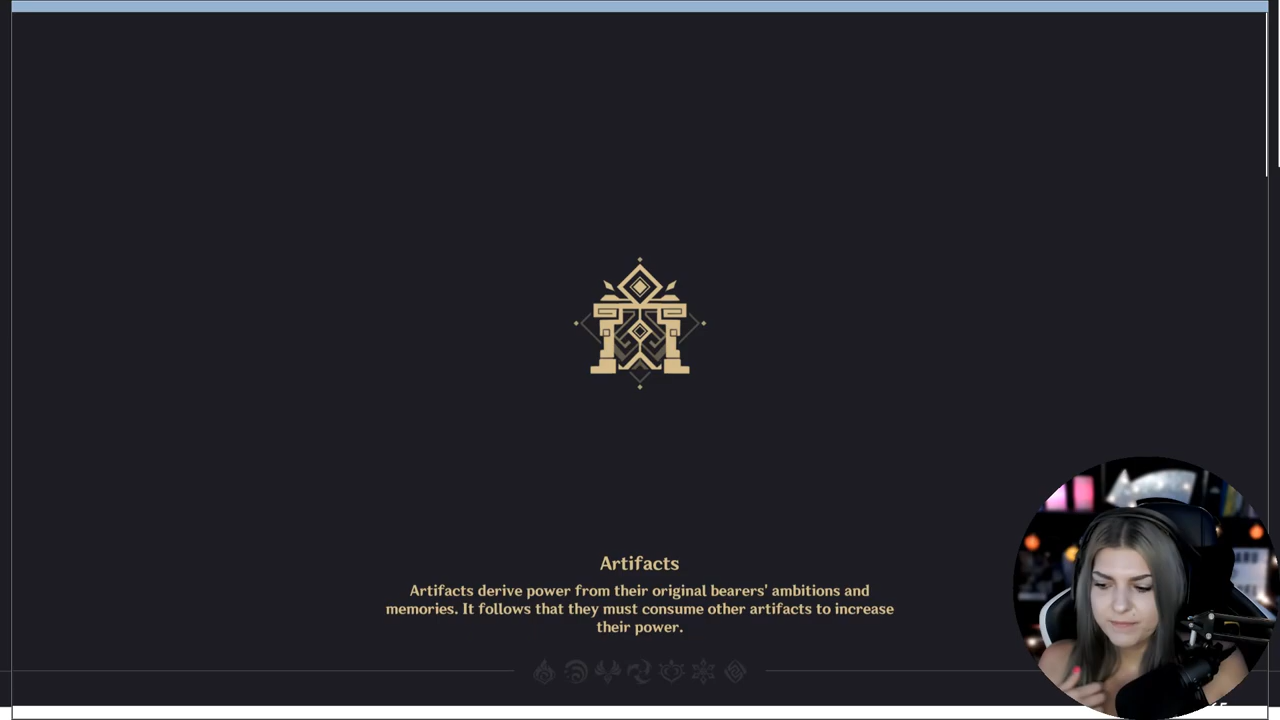 Artifacts
Artifacts derive power from their original bearers' ambitions and
memories. It follows that they must consume other artifacts to increase
their power.